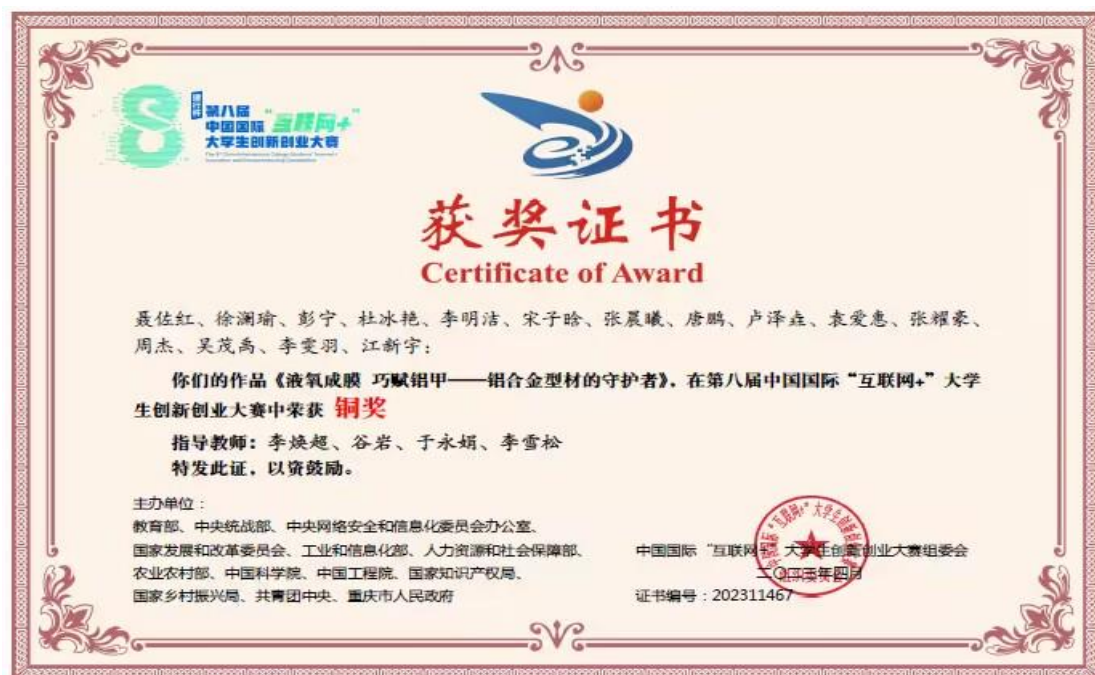 建行杯
第八届
中国国际
“互联网+”
大学生创新创业大赛
获奖证书
Certificate of Award
聂佐红、徐澜瑜、彭宁、杜冰艳、李明洁、宋子晗、张晨曦、唐鹏、卢泽垚、袁爱惠、张耀豪、
周杰、吴茂禹、李雯羽、江新宇:
你们的作品《液氧成膜 巧赋铝甲——铝合金型材的守护者》,在第八届中国国际“互联网+”大学
生创新创业大赛中荣获 铜奖
指导教师:李焕超、谷岩、于永娟、李雪松
特发此证,以资鼓励。
主办单位:
教育部、中央统战部、中央网络安全和信息化委员会办公室、
国家发展和改革委员会、工业和信息化部、人力资源和社会保障部、
农业农村部、中国科学院、中国工程院、国家知识产权局、
国家乡村振兴局、共青团中央、重庆市人民政府
中国国际“互联网+”大学生创新创业大赛组委会
二〇二三年四月
证书编号:202311467